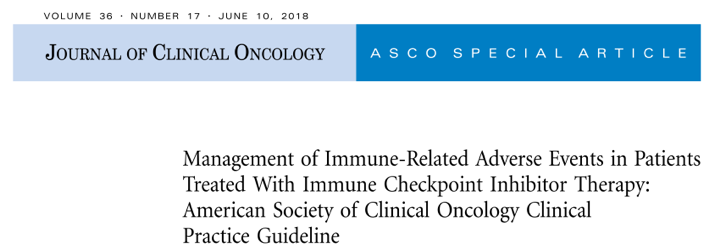 VOLUME 36 · NUMBER 17 · JUNE 10, 2018
JOURNAL OF CLINICAL ONCOLOGY
ASCO SPECIAL ARTICLE
Management of Immune-Related Adverse Events in Patients
Treated With Immune Checkpoint Inhibitor Therapy:
American Society of Clinical Oncology Clinical
Practice Guideline